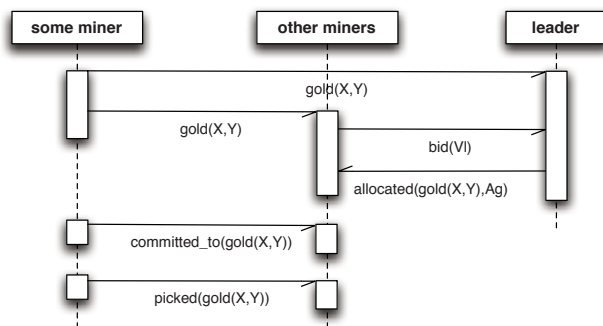 some miner
other miners
leader
gold(X,Y)
gold(X,Y)
bid(Vl)
allocated(gold(X,Y),Ag)
committed_to(gold(X,Y))
picked(gold(X,Y))